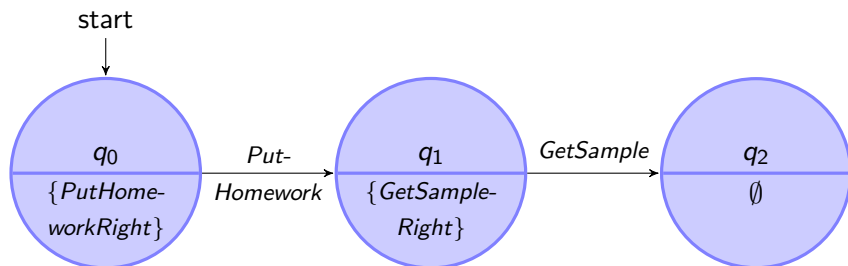 start
q0
{PutHome-
workRight}
Put-
Homework
q1
{GetSample-
Right}
GetSample
q2
∅